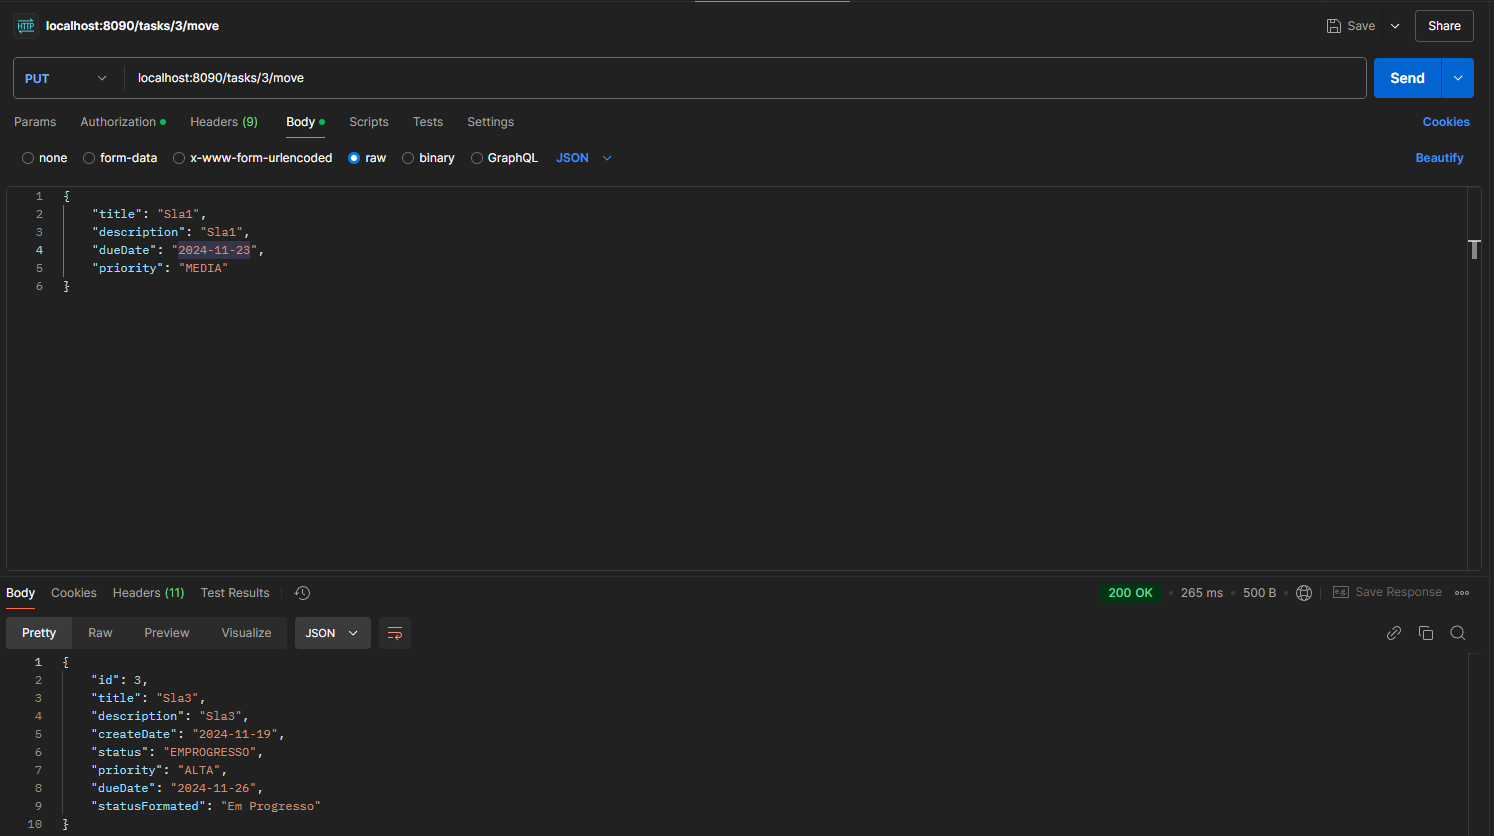 HTTP localhost:8090/tasks/3/move Save Share
PUT localhost:8090/tasks/3/move Send
Params Authorization Headers (9) Body Scripts Tests Settings Cookies
none form-data x-www-form-urlencoded raw binary GraphQL JSON Beautify
1 {
2 "title": "Sla1",
3 "description": "Sla1",
4 "dueDate": "2024-11-23",
5 "priority": "MEDIA"
6 }
Body Cookies Headers (11) Test Results 200 OK 265 ms 500 B e.g. Save Response
Pretty Raw Preview Visualize JSON
1 {
2 "id": 3,
3 "title": "Sla3",
4 "description": "Sla3",
5 "createDate": "2024-11-19",
6 "status": "EMPROGRESSO",
7 "priority": "ALTA",
8 "dueDate": "2024-11-26",
9 "statusFormated": "Em Progresso"
10 }